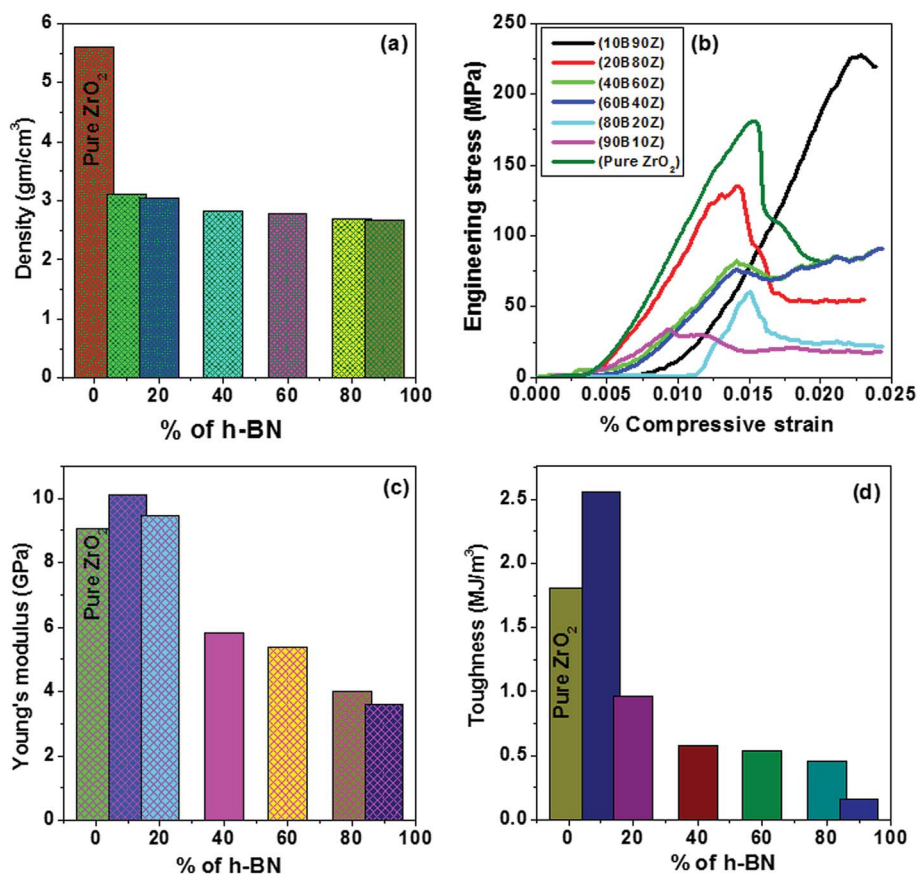 (a)
6
5
4
3
2
1
0
Density (gm/cm³)
Pure ZrO₂
0 20 40 60 80 100
% of h-BN
(b)
250
200
150
100
50
0
Engineering stress (MPa)
(10B90Z)
(20B80Z)
(40B60Z)
(60B40Z)
(80B20Z)
(90B10Z)
(Pure ZrO₂)
0.000 0.005 0.010 0.015 0.020 0.025
% Compressive strain
(c)
10
8
6
4
2
0
Young's modulus (GPa)
Pure ZrO₂
0 20 40 60 80 100
% of h-BN
(d)
2.5
2.0
1.5
1.0
0.5
0.0
Toughness (MJ/m³)
Pure ZrO₂
0 20 40 60 80 100
% of h-BN